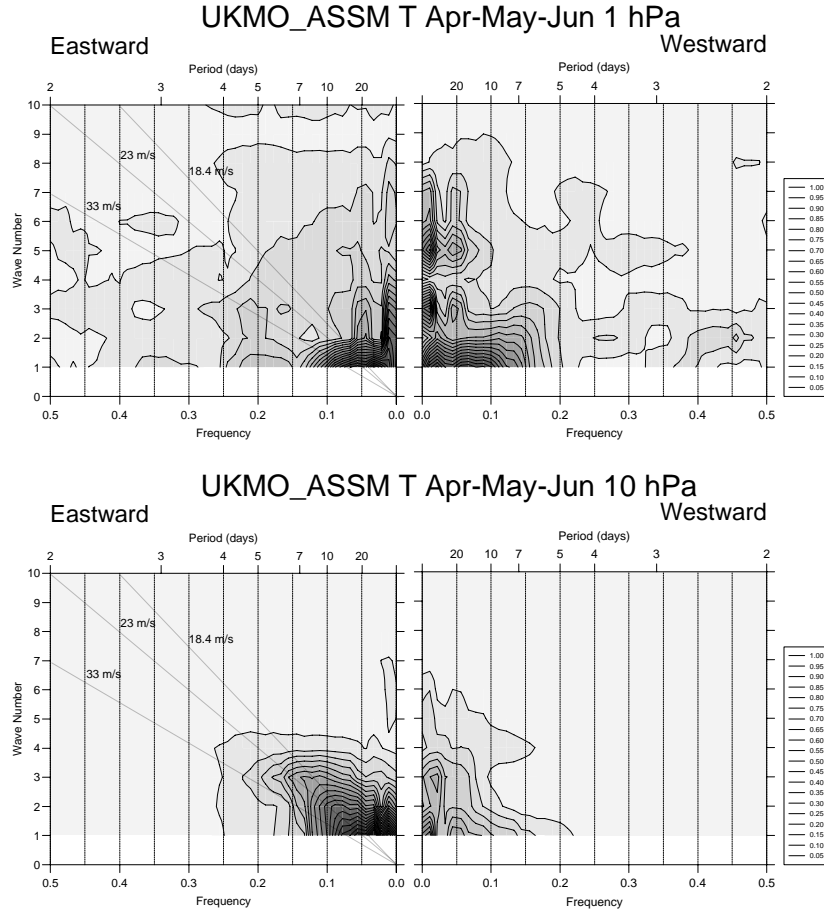 UKMO_ASSM T Apr-May-Jun 1 hPa
Eastward
Westward
Period (days)
Period (days)
2 3 4 5 7 10 20
20 10 7 5 4 3 2
10
9
8
7
6
5
4
3
2
1
0
Wave Number
23 m/s
18.4 m/s
33 m/s
0.5 0.4 0.3 0.2 0.1 0.0
0.0 0.1 0.2 0.3 0.4 0.5
Frequency
Frequency
1.00
0.95
0.90
0.85
0.80
0.75
0.70
0.65
0.60
0.55
0.50
0.45
0.40
0.35
0.30
0.25
0.20
0.15
0.10
0.05
UKMO_ASSM T Apr-May-Jun 10 hPa
Eastward
Westward
Period (days)
Period (days)
2 3 4 5 7 10 20
20 10 7 5 4 3 2
10
9
8
7
6
5
4
3
2
1
0
Wave Number
23 m/s
18.4 m/s
33 m/s
0.5 0.4 0.3 0.2 0.1 0.0
0.0 0.1 0.2 0.3 0.4 0.5
Frequency
Frequency
1.00
0.95
0.90
0.85
0.80
0.75
0.70
0.65
0.60
0.55
0.50
0.45
0.40
0.35
0.30
0.25
0.20
0.15
0.10
0.05